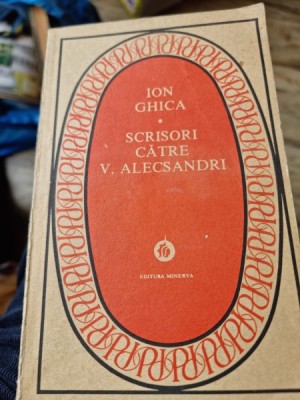 ION
GHICA
•
SCRISORI
CĂTRE
V. ALECSANDRI
EDITURA MINERVA